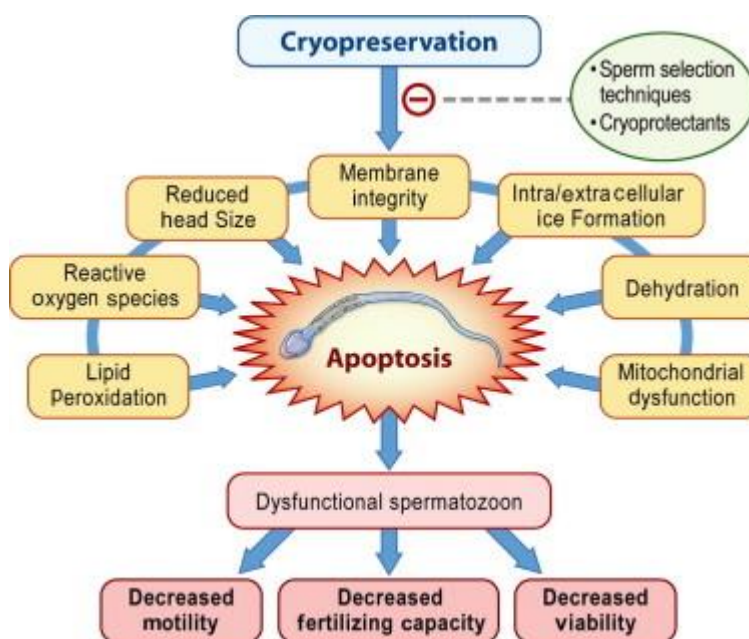 Cryopreservation
• Sperm selection
techniques
• Cryoprotectants
Membrane
integrity
Reduced
head Size
Intra/extra cellular
ice Formation
Reactive
oxygen species
Dehydration
Lipid
Peroxidation
Mitochondrial
dysfunction
Apoptosis
Dysfunctional spermatozoon
Decreased
motility
Decreased
fertilizing capacity
Decreased
viability